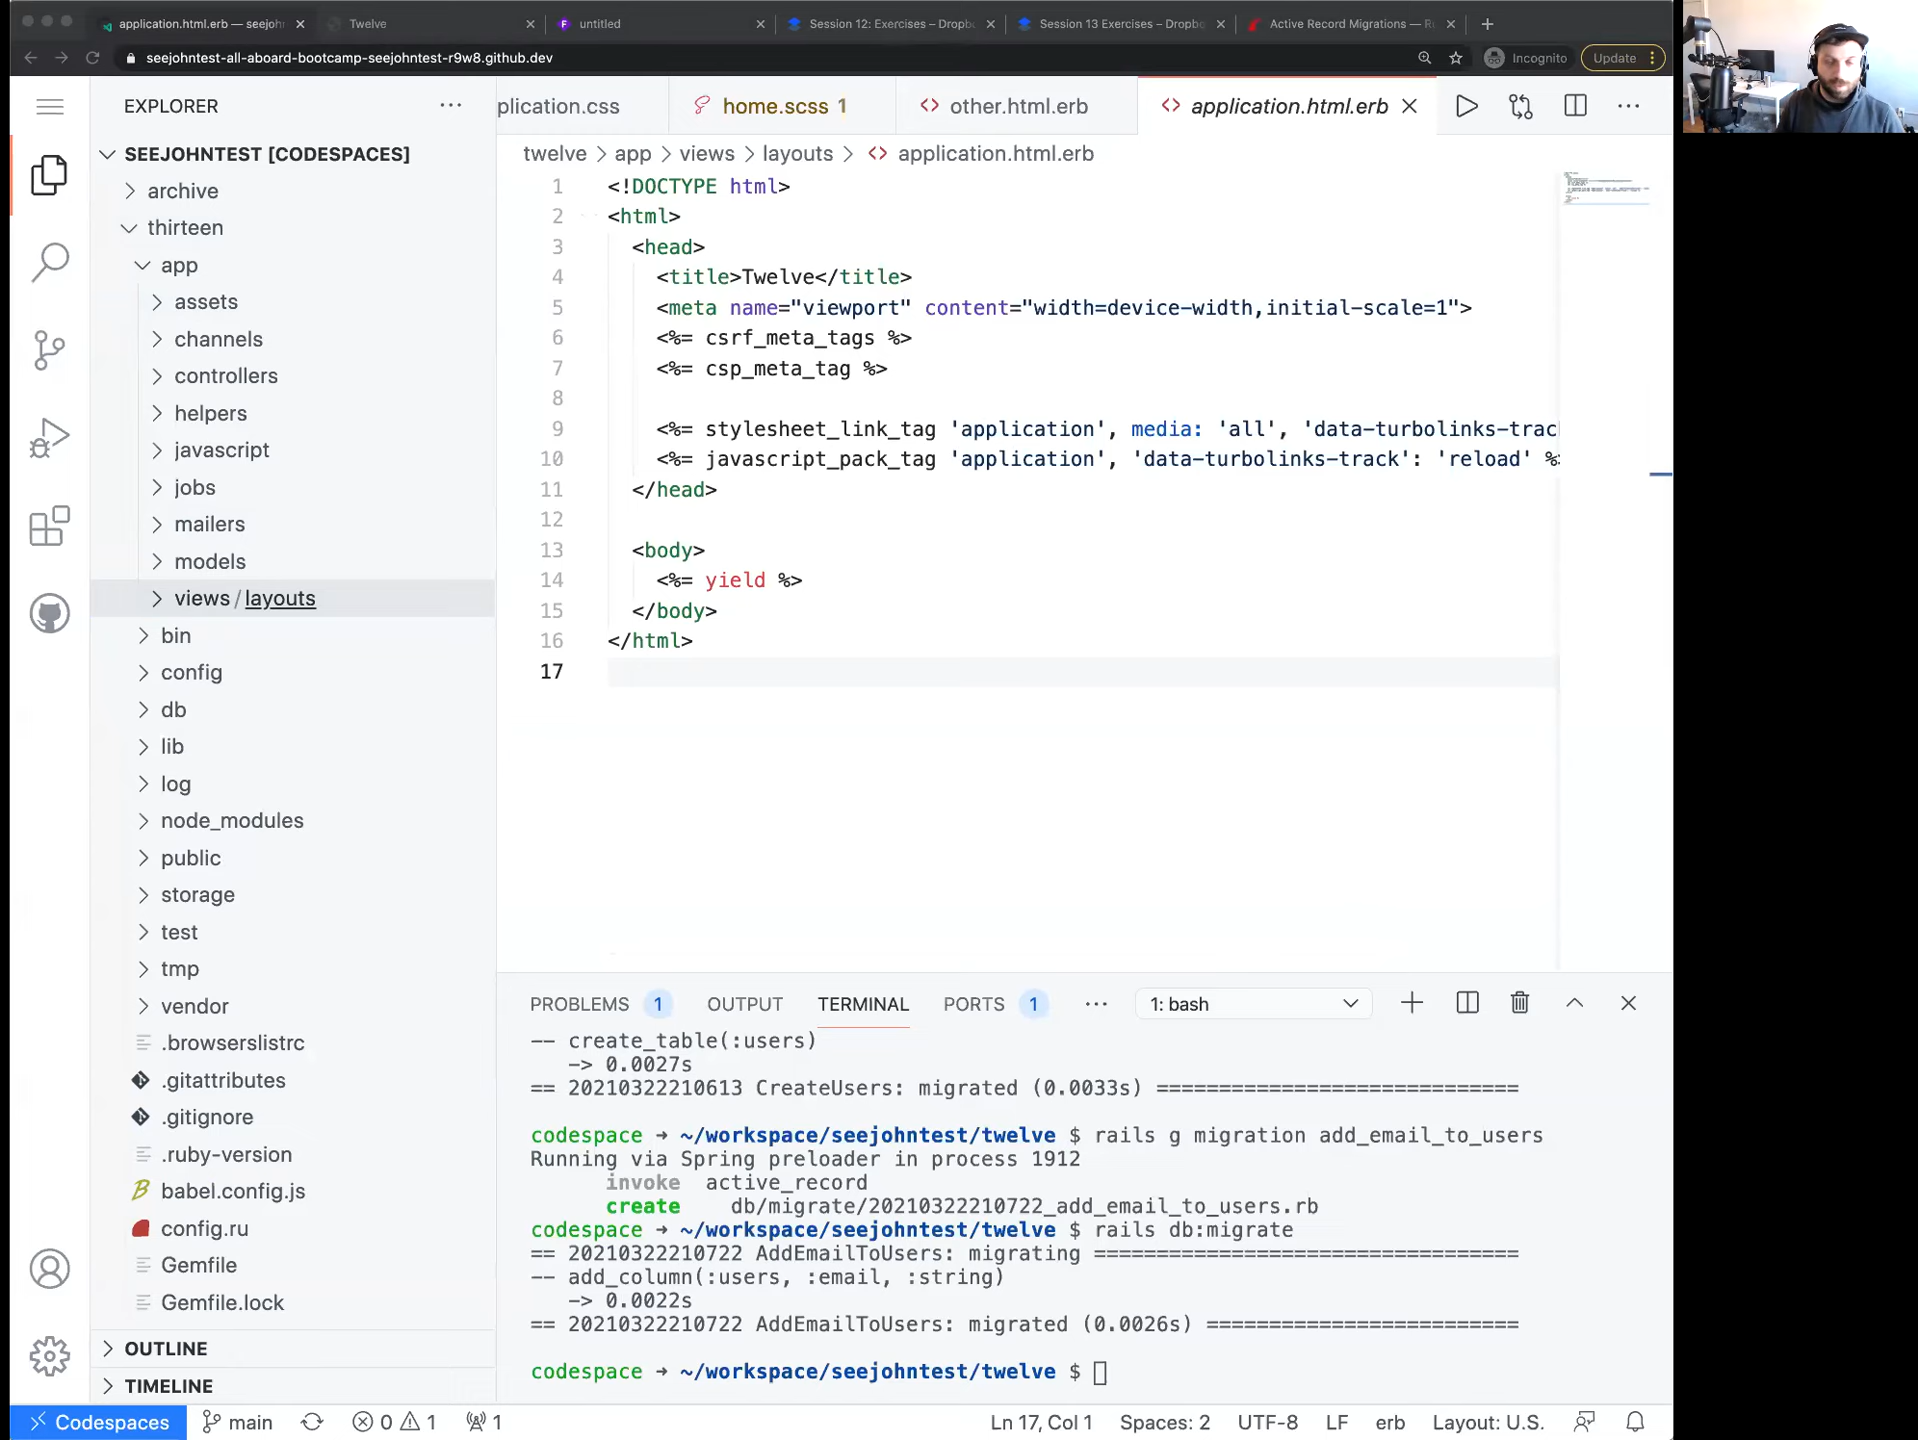 application.html.erb — seejohn
Twelve
untitled
Session 12: Exercises – Dropbo
Session 13 Exercises – Dropbo
Active Record Migrations — R
seejohntest-all-aboard-bootcamp-seejohntest-r9w8.github.dev
Incognito
Update
EXPLORER
plication.css
home.scss 1
other.html.erb
application.html.erb
SEEJOHNTEST [CODESPACES]
twelve > app > views > layouts > application.html.erb
archive
thirteen
app
assets
channels
controllers
helpers
javascript
jobs
mailers
models
views / layouts
bin
config
db
lib
log
node_modules
public
storage
test
tmp
vendor
.browserslistrc
.gitattributes
.gitignore
.ruby-version
babel.config.js
config.ru
Gemfile
Gemfile.lock
OUTLINE
TIMELINE
1 <!DOCTYPE html>
2 <html>
3 <head>
4 <title>Twelve</title>
5 <meta name="viewport" content="width=device-width,initial-scale=1">
6 <%= csrf_meta_tags %>
7 <%= csp_meta_tag %>
8
9 <%= stylesheet_link_tag 'application', media: 'all', 'data-turbolinks-trac
10 <%= javascript_pack_tag 'application', 'data-turbolinks-track': 'reload' %>
11 </head>
12
13 <body>
14 <%= yield %>
15 </body>
16 </html>
17
PROBLEMS 1 OUTPUT TERMINAL PORTS 1 1: bash
-- create_table(:users)
-> 0.0027s
== 20210322210613 CreateUsers: migrated (0.0033s) =============================
codespace → ~/workspace/seejohntest/twelve $ rails g migration add_email_to_users
Running via Spring preloader in process 1912
invoke active_record
create db/migrate/20210322210722_add_email_to_users.rb
codespace → ~/workspace/seejohntest/twelve $ rails db:migrate
== 20210322210722 AddEmailToUsers: migrating ==================================
-- add_column(:users, :email, :string)
-> 0.0022s
== 20210322210722 AddEmailToUsers: migrated (0.0026s) =========================
codespace → ~/workspace/seejohntest/twelve $
Codespaces main 0 1 1 Ln 17, Col 1 Spaces: 2 UTF-8 LF erb Layout: U.S.